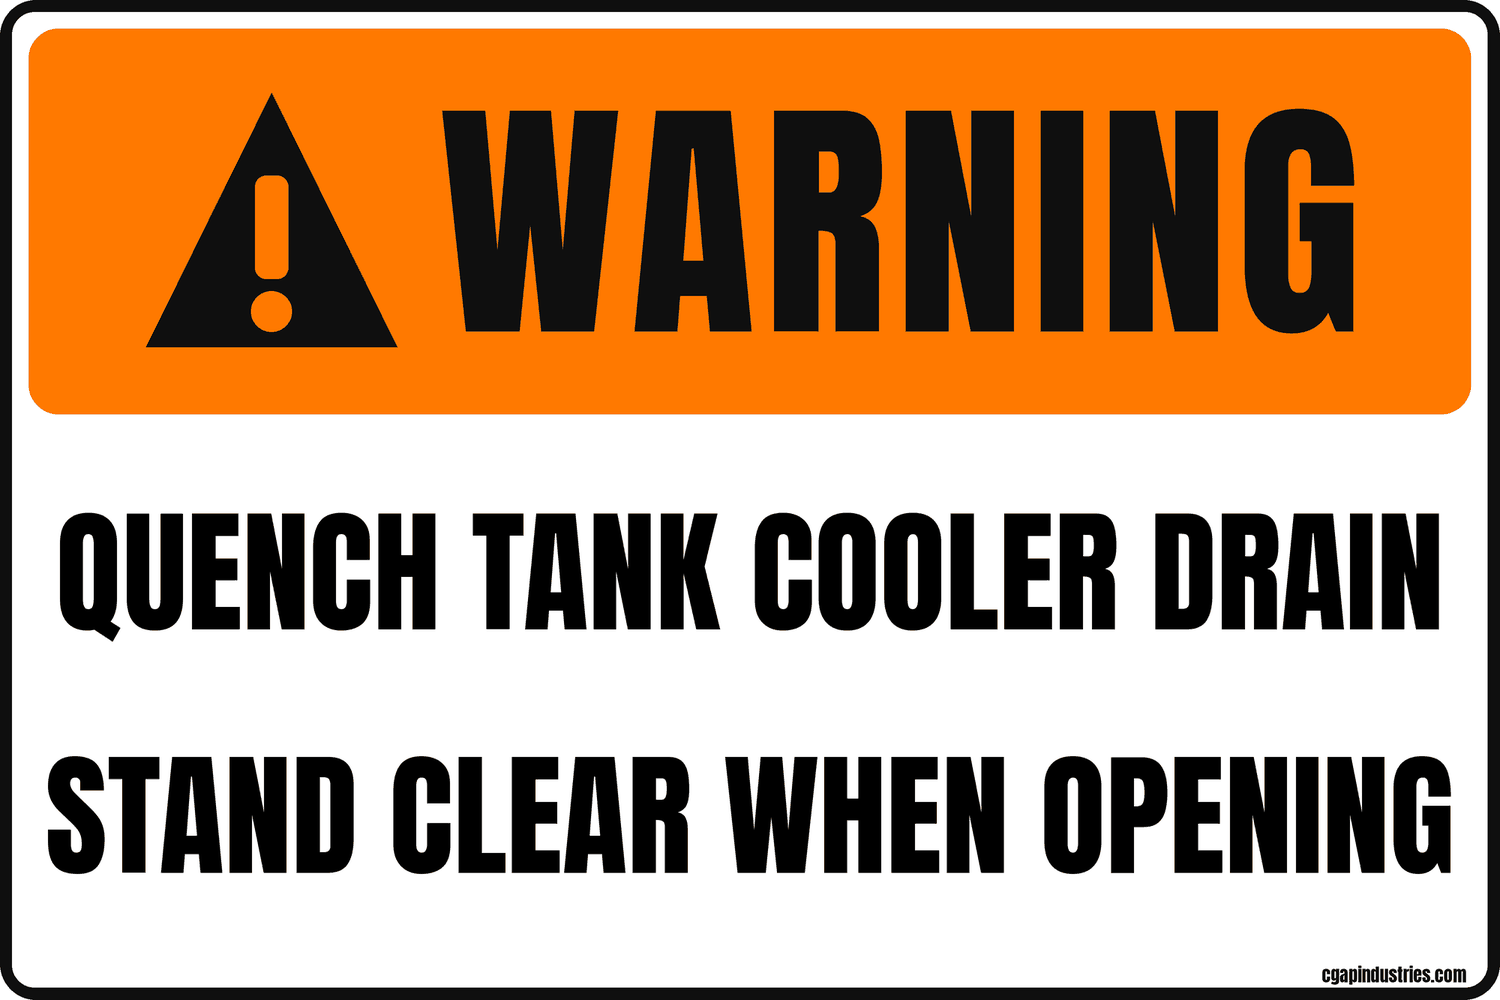 WARNING
QUENCH TANK COOLER DRAIN
STAND CLEAR WHEN OPENING
cgapindustries.com